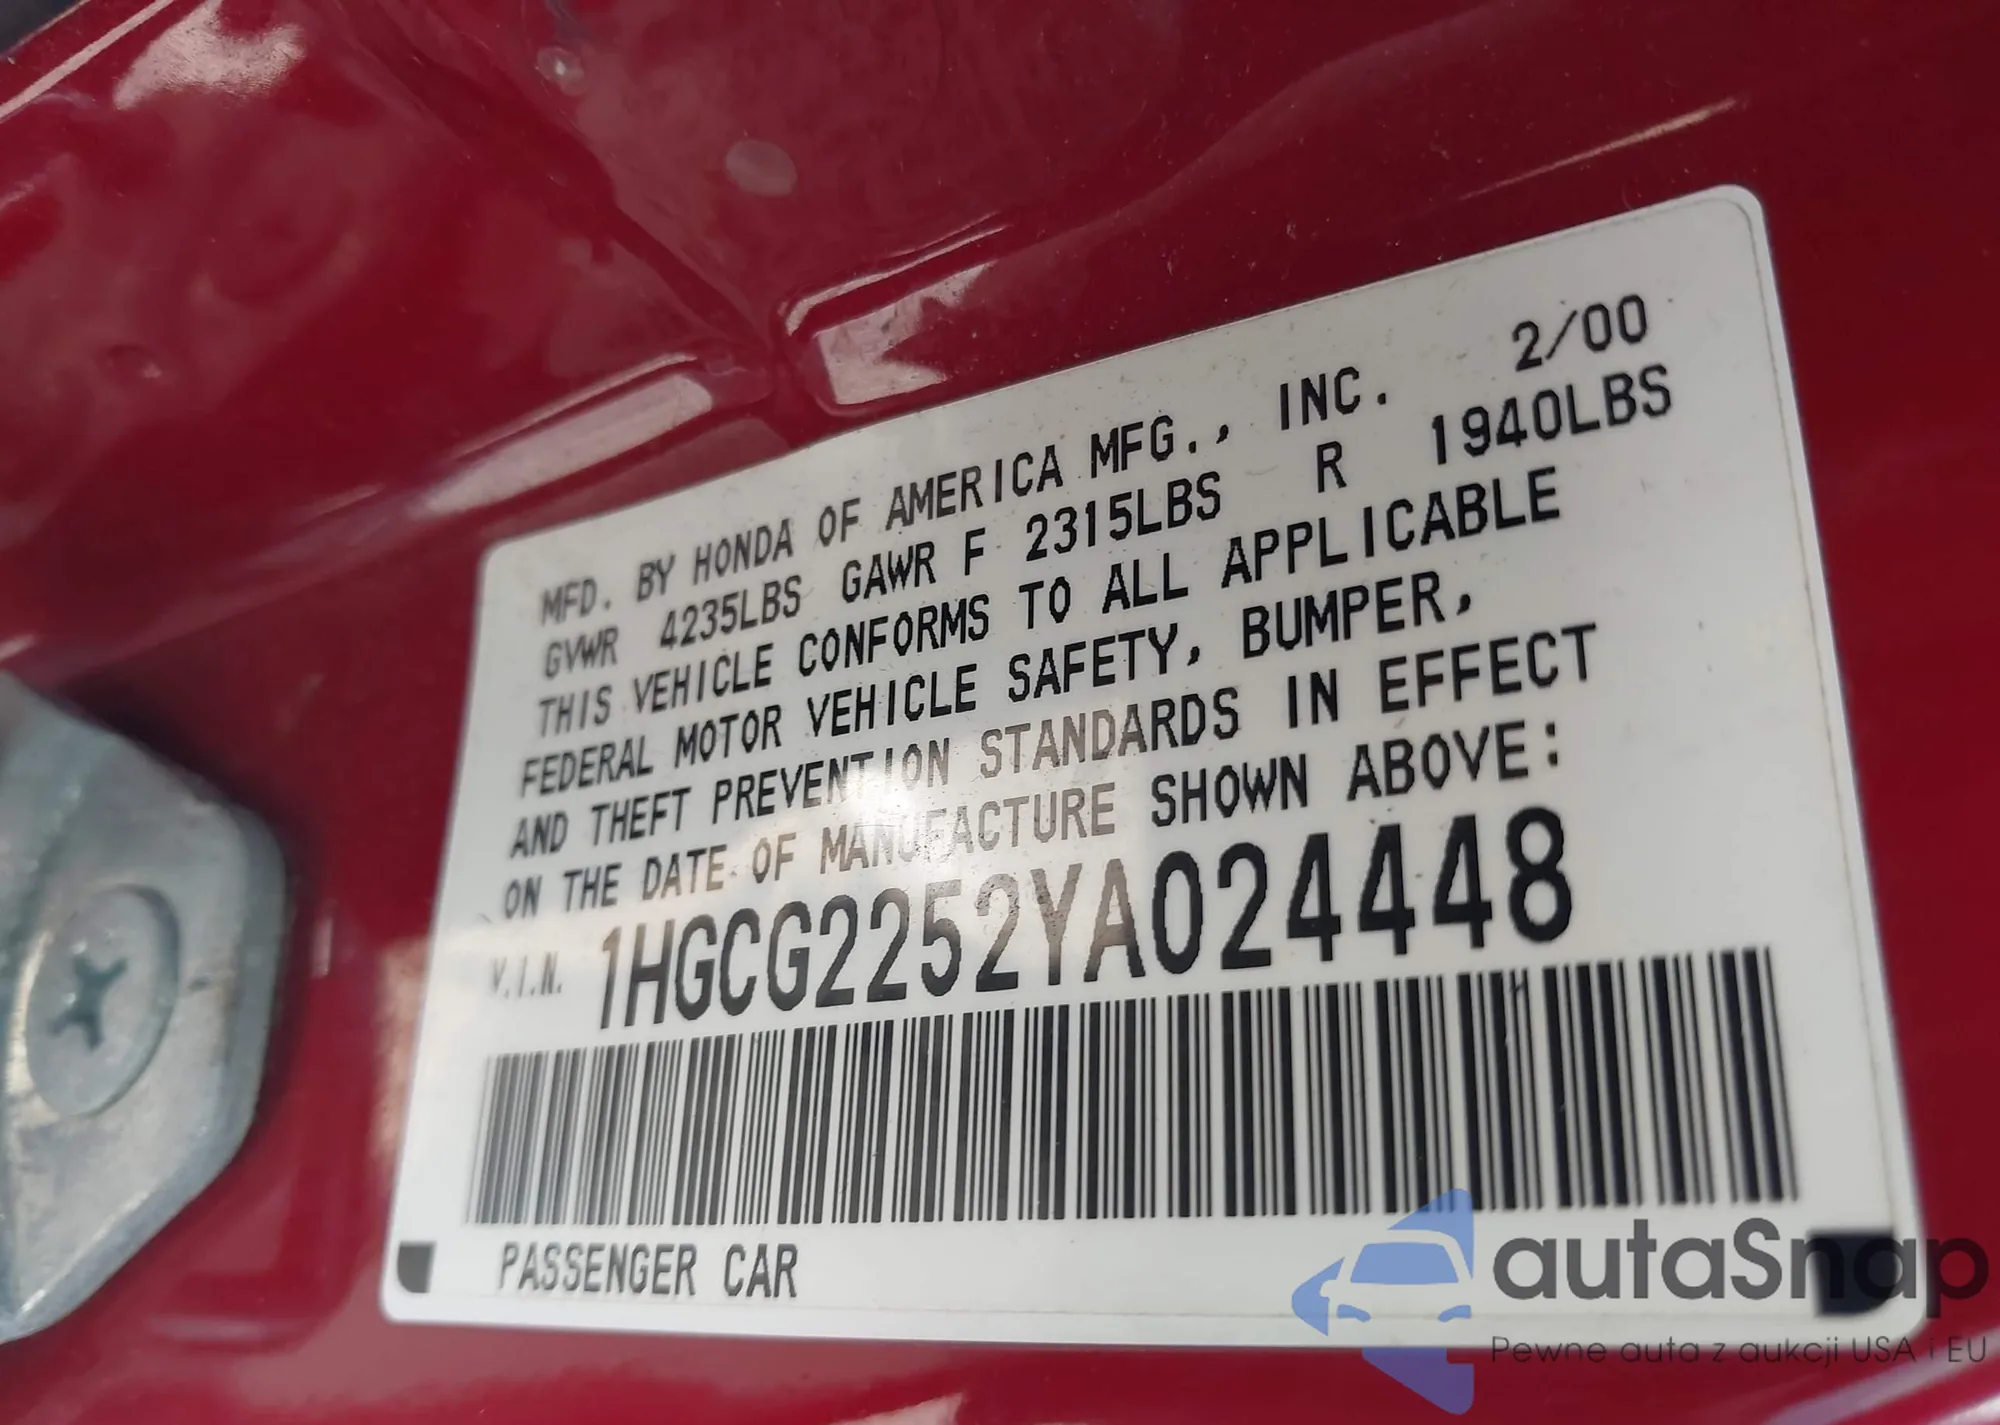 MFD. BY HONDA OF AMERICA MFG., INC. 2/00
GVWR 4235LBS GAWR F 2315LBS R 1940LBS
THIS VEHICLE CONFORMS TO ALL APPLICABLE
FEDERAL MOTOR VEHICLE SAFETY, BUMPER,
AND THEFT PREVENTION STANDARDS IN EFFECT
ON THE DATE OF MANUFACTURE SHOWN ABOVE:
V.I.N. 1HGCG2252YA024448
PASSENGER CAR
autaSnap
Pewne auta z aukcji USA i EU